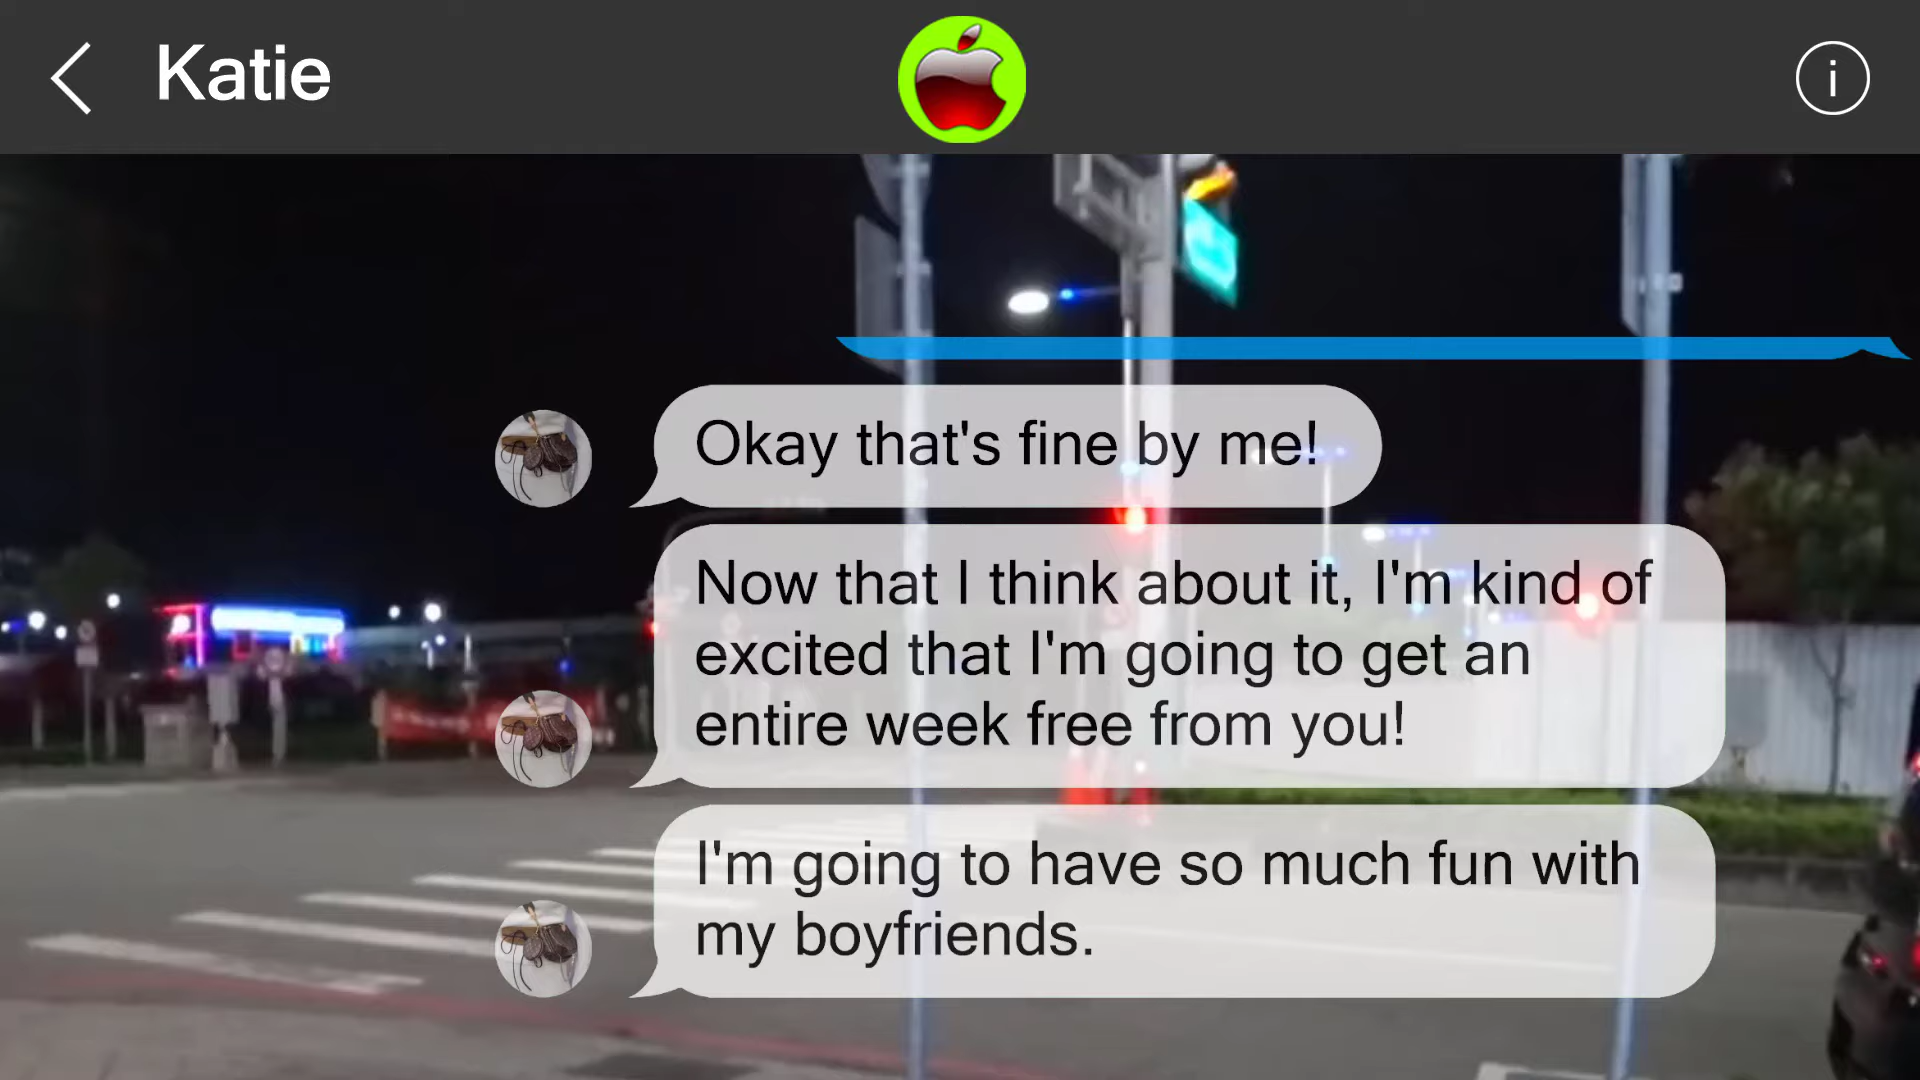 Katie
Okay that's fine by me!
Now that I think about it, I'm kind of
excited that I'm going to get an
entire week free from you!
I'm going to have so much fun with
my boyfriends.